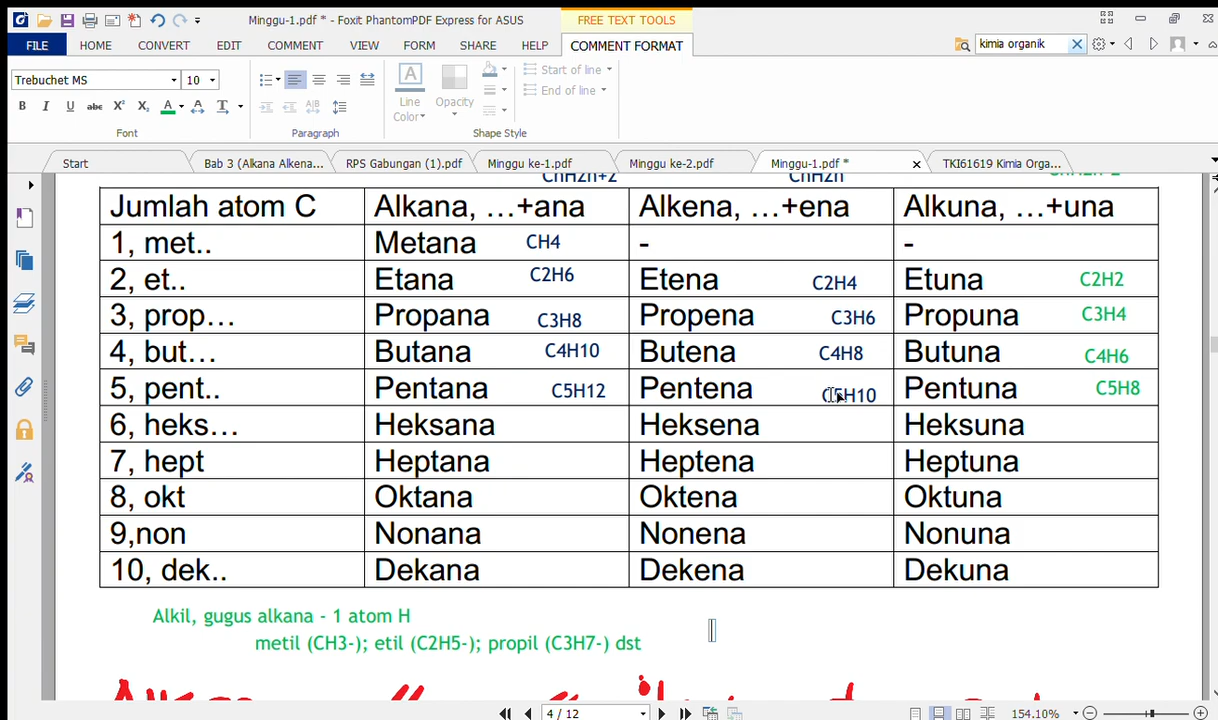 Minggu-1.pdf * - Foxit PhantomPDF Express for ASUS
FREE TEXT TOOLS
FILE HOME CONVERT EDIT COMMENT VIEW FORM SHARE HELP COMMENT FORMAT
kimia organik
Trebuchet MS 10
Line Color
Opacity
Start of line
End of line
B I U abc X² X₂ A
Font Paragraph Shape Style
Start
Bab 3 (Alkana Alkena...
RPS Gabungan (1).pdf
Minggu ke-1.pdf
Minggu ke-2.pdf
Minggu-1.pdf *
TKI61619 Kimia Orga...
CnH2n+2 CnH2n
Jumlah atom C Alkana, ...+ana Alkena, ...+ena Alkuna, ...+una
1, met.. Metana CH4 - -
2, et.. Etana C2H6 Etena C2H4 Etuna C2H2
3, prop... Propana C3H8 Propena C3H6 Propuna C3H4
4, but... Butana C4H10 Butena C4H8 Butuna C4H6
5, pent.. Pentana C5H12 Pentena C5H10 Pentuna C5H8
6, heks... Heksana Heksena Heksuna
7, hept Heptana Heptena Heptuna
8, okt Oktana Oktena Oktuna
9,non Nonana Nonena Nonuna
10, dek.. Dekana Dekena Dekuna
Alkil, gugus alkana - 1 atom H
metil (CH3-); etil (C2H5-); propil (C3H7-) dst
4 / 12
154.10%